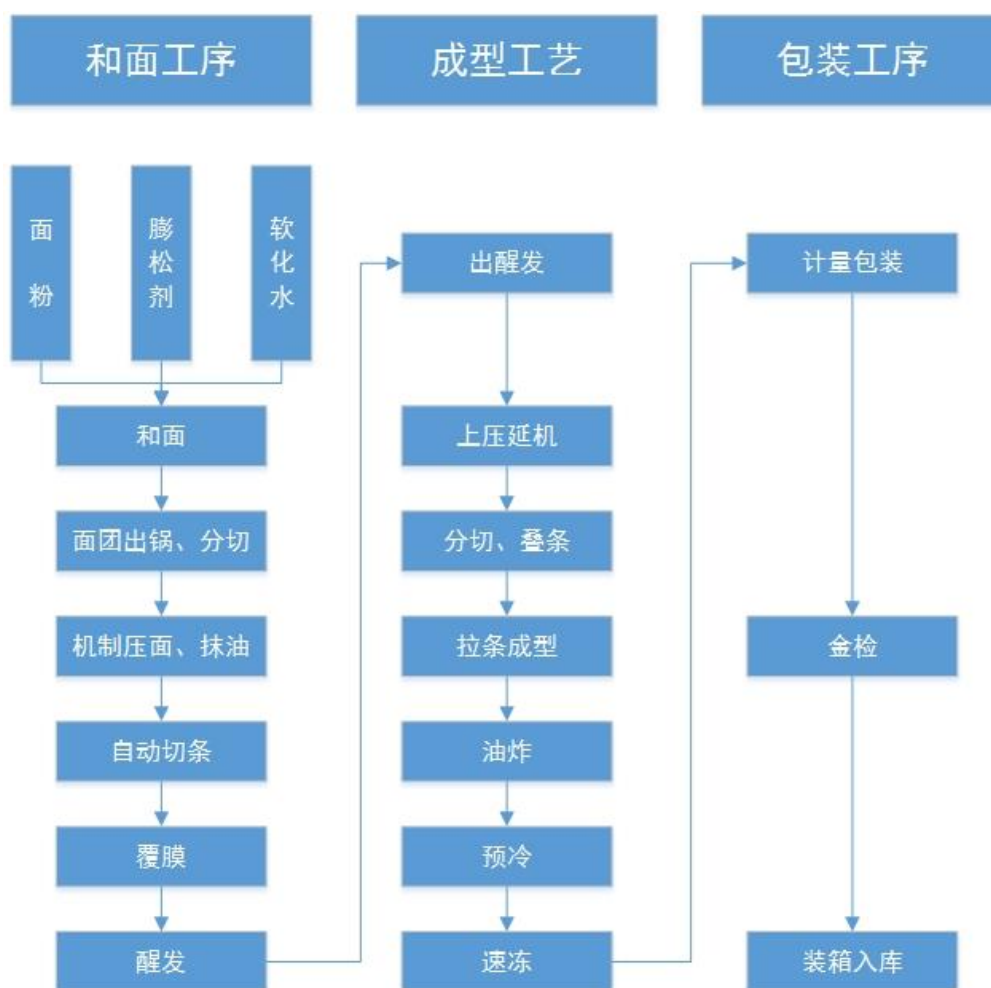 和面工序
成型工艺
包装工序
面粉
膨松剂
软化水
和面
面团出锅、分切
机制压面、抹油
自动切条
覆膜
醒发
出醒发
上压延机
分切、叠条
拉条成型
油炸
预冷
速冻
计量包装
金检
装箱入库